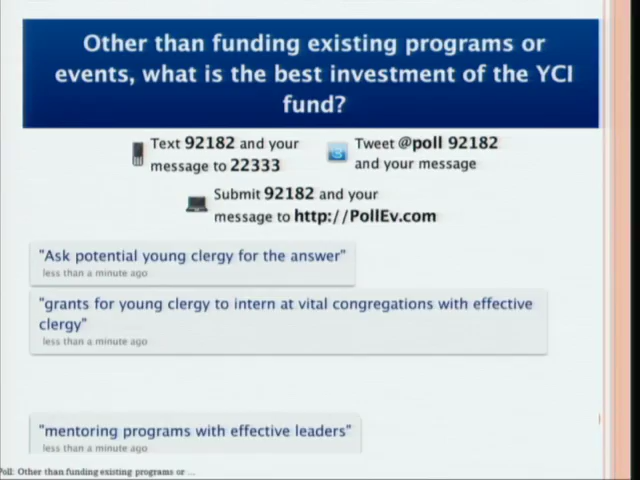 Other than funding existing programs or
events, what is the best investment of the YCI
fund?
Text 92182 and your
message to 22333
Tweet @poll 92182
and your message
Submit 92182 and your
message to http://PollEv.com
"Ask potential young clergy for the answer"
less than a minute ago
"grants for young clergy to intern at vital congregations with effective
clergy"
less than a minute ago
"mentoring programs with effective leaders"
less than a minute ago
Poll: Other than funding existing programs or ...